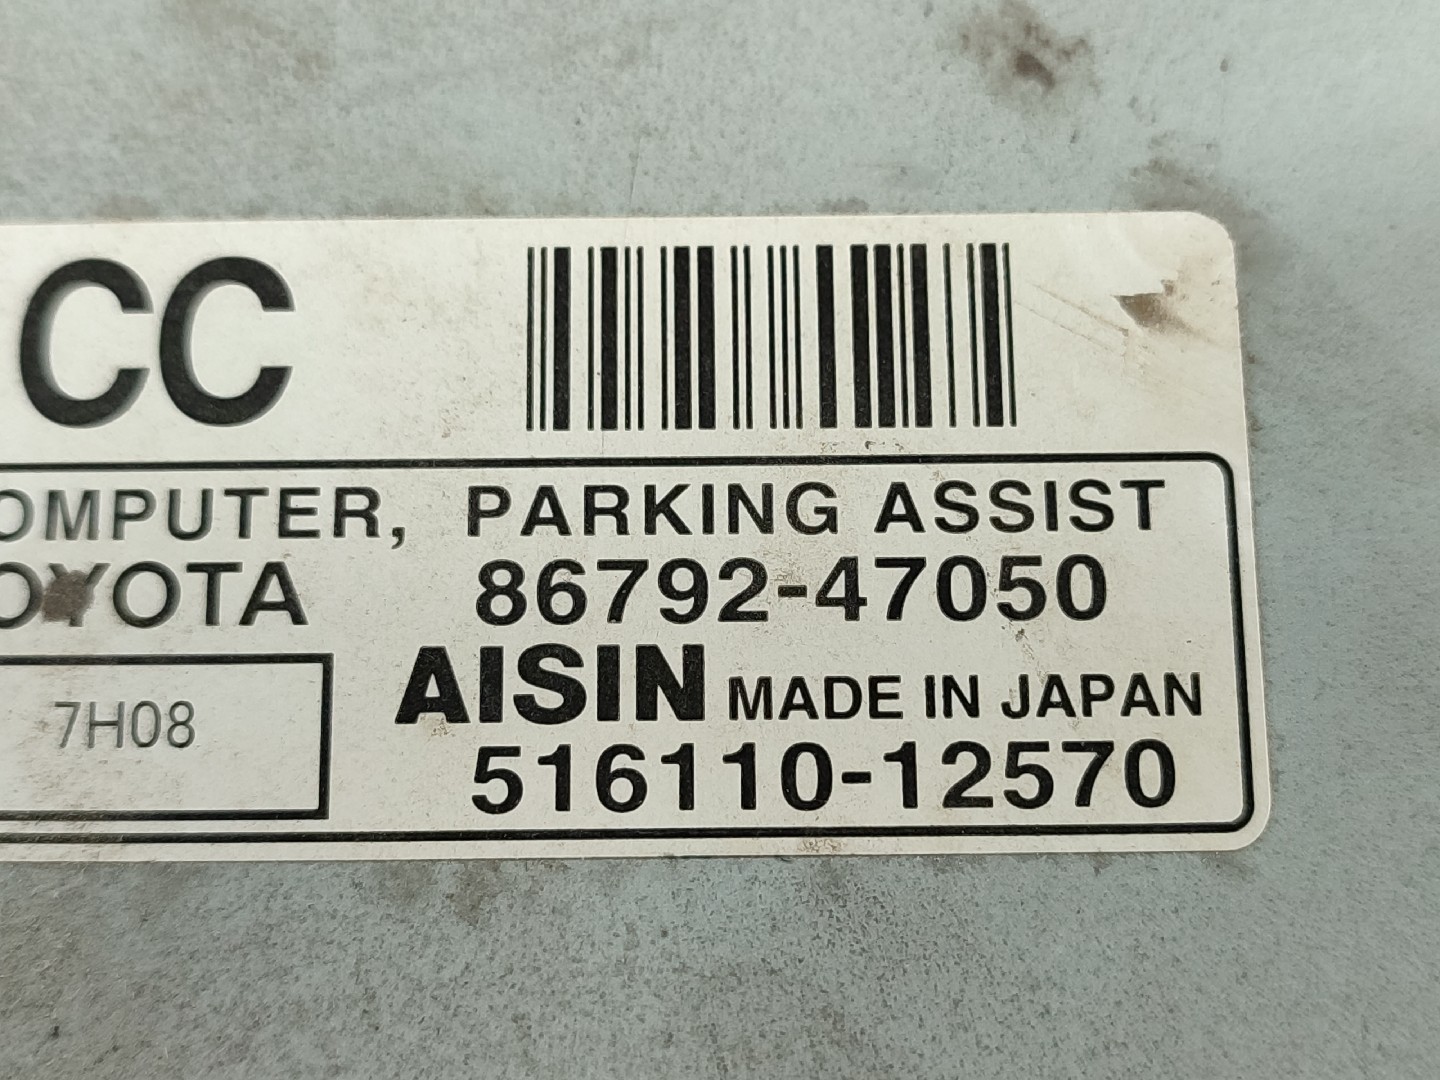 CC
OMPUTER, PARKING ASSIST
OYOTA 86792-47050
AISIN MADE IN JAPAN
7H08
516110-12570